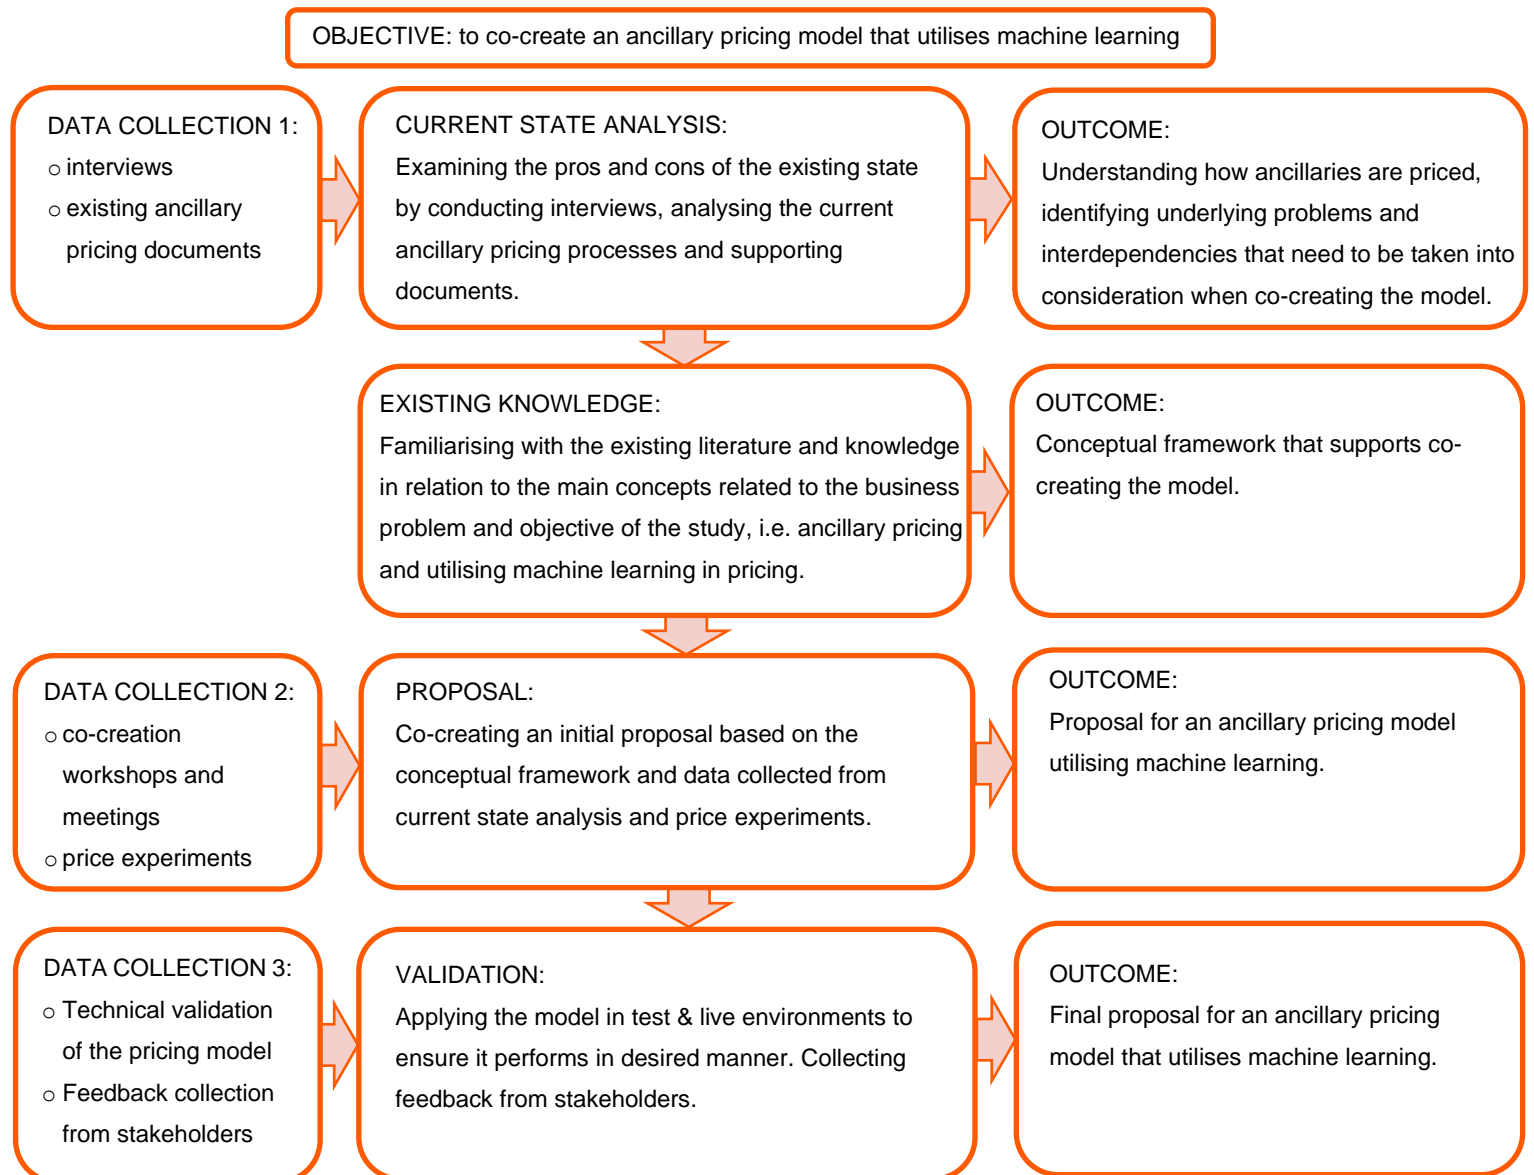 OBJECTIVE: to co-create an ancillary pricing model that utilises machine learning
DATA COLLECTION 1:
○ interviews
○ existing ancillary
pricing documents
CURRENT STATE ANALYSIS:
Examining the pros and cons of the existing state
by conducting interviews, analysing the current
ancillary pricing processes and supporting
documents.
OUTCOME:
Understanding how ancillaries are priced,
identifying underlying problems and
interdependencies that need to be taken into
consideration when co-creating the model.
EXISTING KNOWLEDGE:
Familiarising with the existing literature and knowledge
in relation to the main concepts related to the business
problem and objective of the study, i.e. ancillary pricing
and utilising machine learning in pricing.
OUTCOME:
Conceptual framework that supports co-
creating the model.
DATA COLLECTION 2:
○ co-creation
workshops and
meetings
○ price experiments
PROPOSAL:
Co-creating an initial proposal based on the
conceptual framework and data collected from
current state analysis and price experiments.
OUTCOME:
Proposal for an ancillary pricing model
utilising machine learning.
DATA COLLECTION 3:
○ Technical validation
of the pricing model
○ Feedback collection
from stakeholders
VALIDATION:
Applying the model in test & live environments to
ensure it performs in desired manner. Collecting
feedback from stakeholders.
OUTCOME:
Final proposal for an ancillary pricing
model that utilises machine learning.